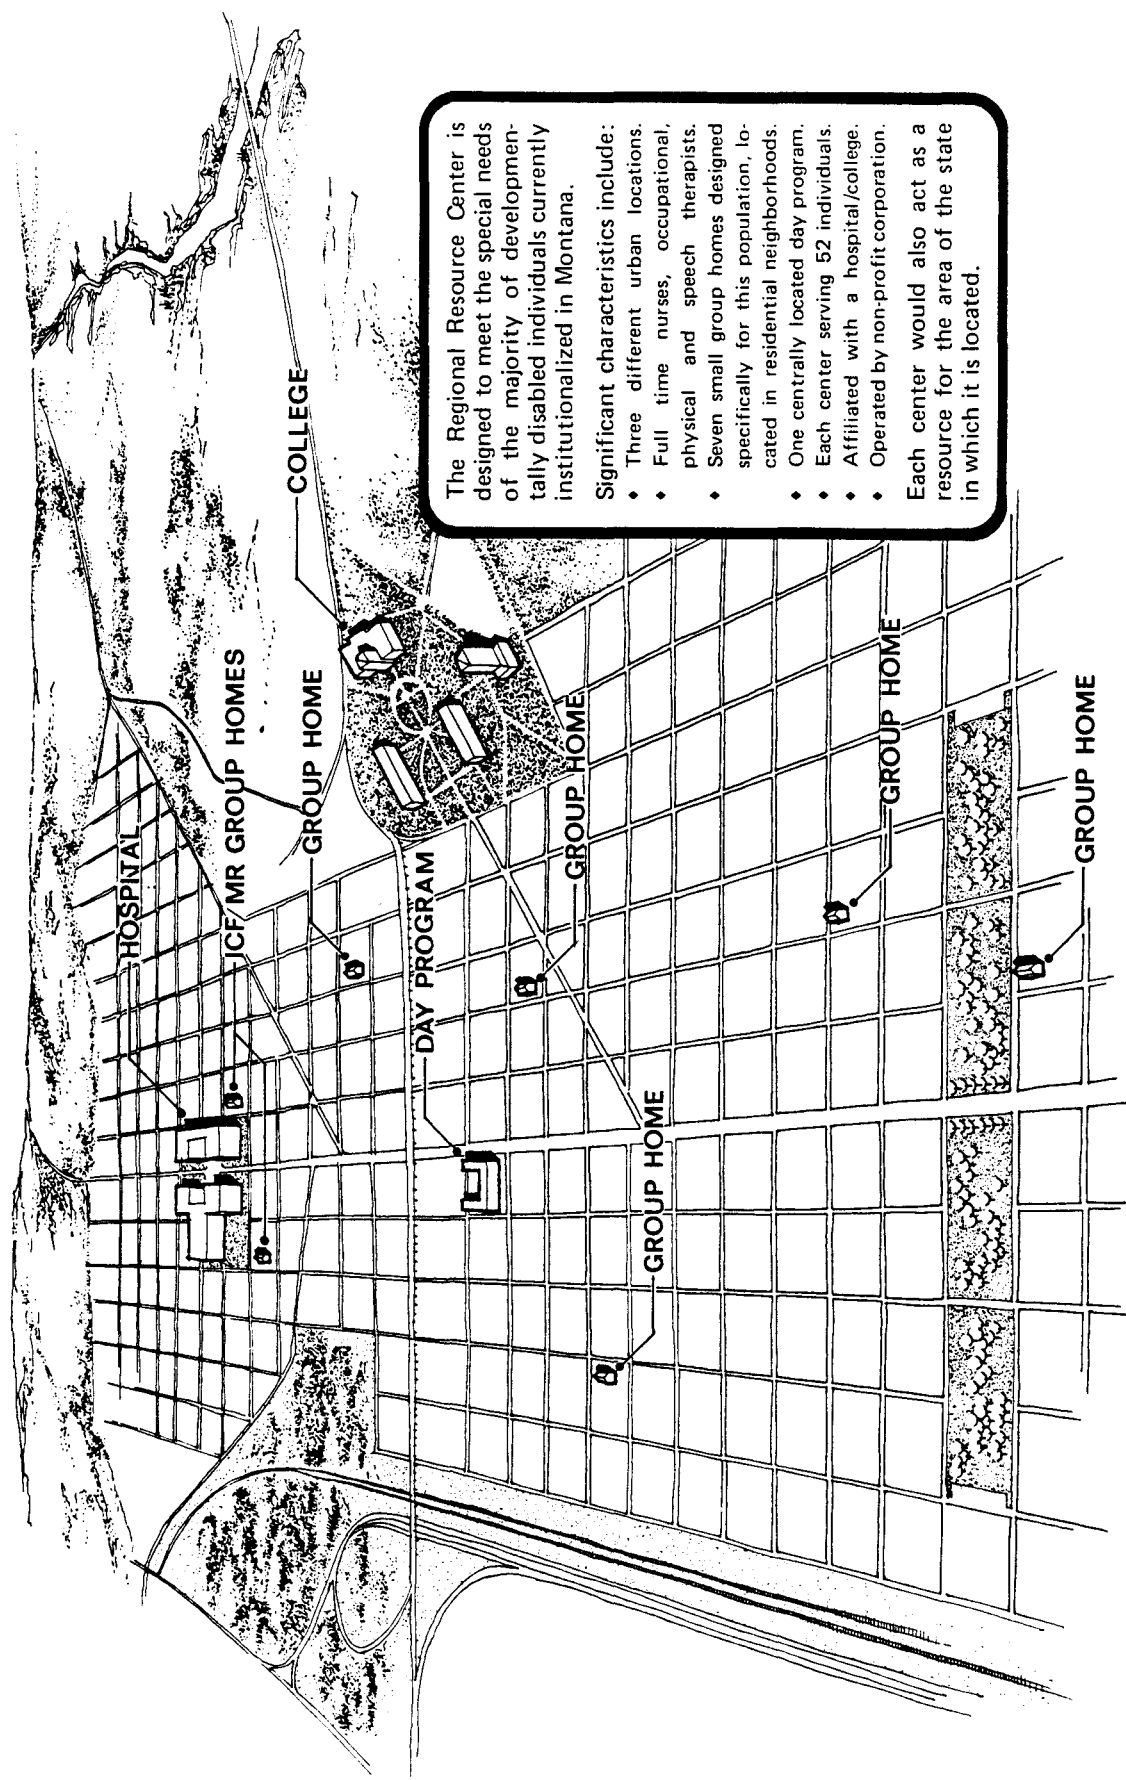 HOSPITAL
ICF MR GROUP HOMES
GROUP HOME
COLLEGE
DAY PROGRAM
GROUP HOME
GROUP HOME
GROUP HOME
GROUP HOME
The Regional Resource Center is
designed to meet the special needs
of the majority of developmen-
tally disabled individuals currently
institutionalized in Montana.
Significant characteristics include:
• Three different urban locations.
• Full time nurses, occupational,
physical and speech therapists.
• Seven small group homes designed
specifically for this population, lo-
cated in residential neighborhoods.
• One centrally located day program.
• Each center serving 52 individuals.
• Affiliated with a hospital/college.
• Operated by non-profit corporation.
Each center would also act as a
resource for the area of the state
in which it is located.